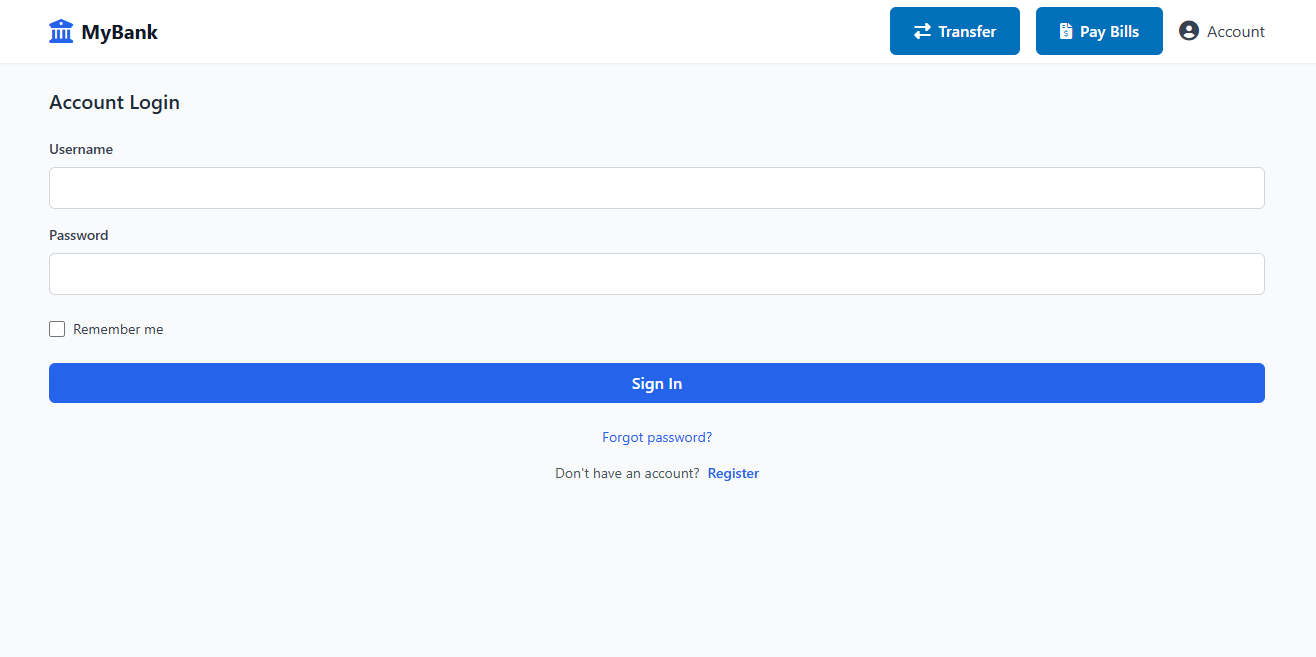 MyBank
Transfer
Pay Bills
Account
Account Login
Username
Password
Remember me
Sign In
Forgot password?
Don't have an account? Register